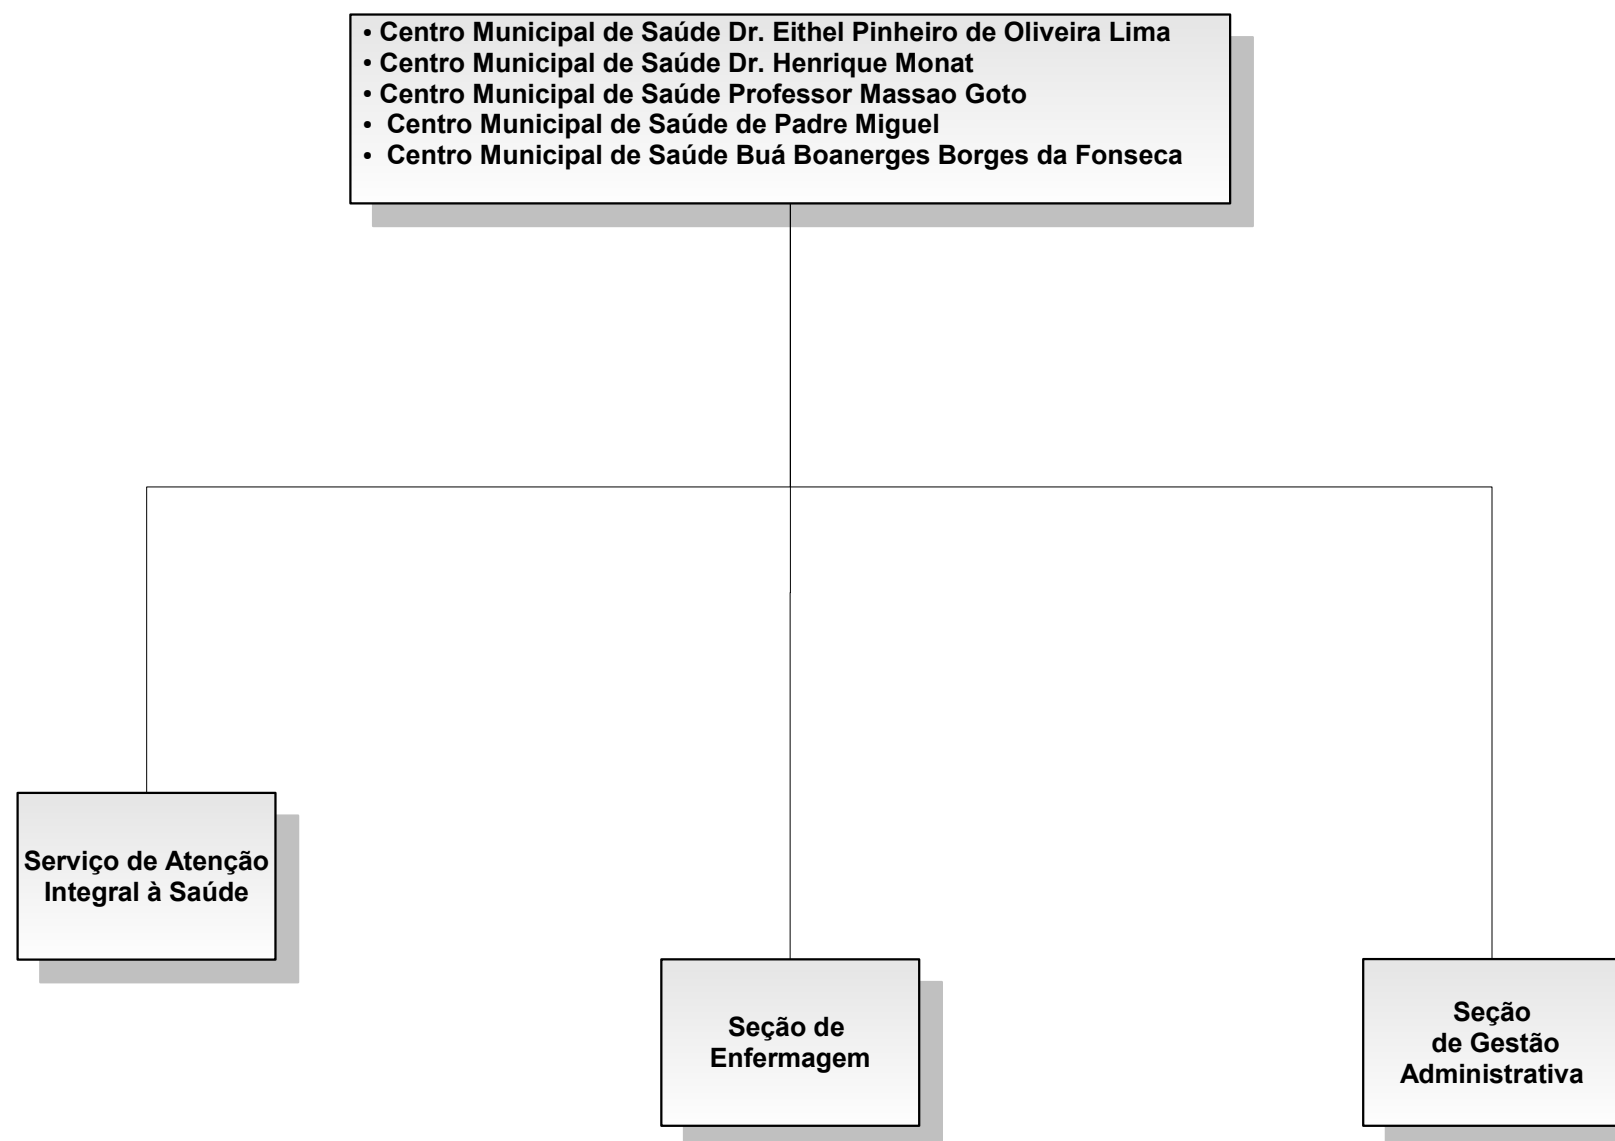 • Centro Municipal de Saúde Dr. Eithel Pinheiro de Oliveira Lima
• Centro Municipal de Saúde Dr. Henrique Monat
• Centro Municipal de Saúde Professor Massao Goto
• Centro Municipal de Saúde de Padre Miguel
• Centro Municipal de Saúde Buá Boanerges Borges da Fonseca
Serviço de Atenção
Integral à Saúde
Seção de
Enfermagem
Seção
de Gestão
Administrativa